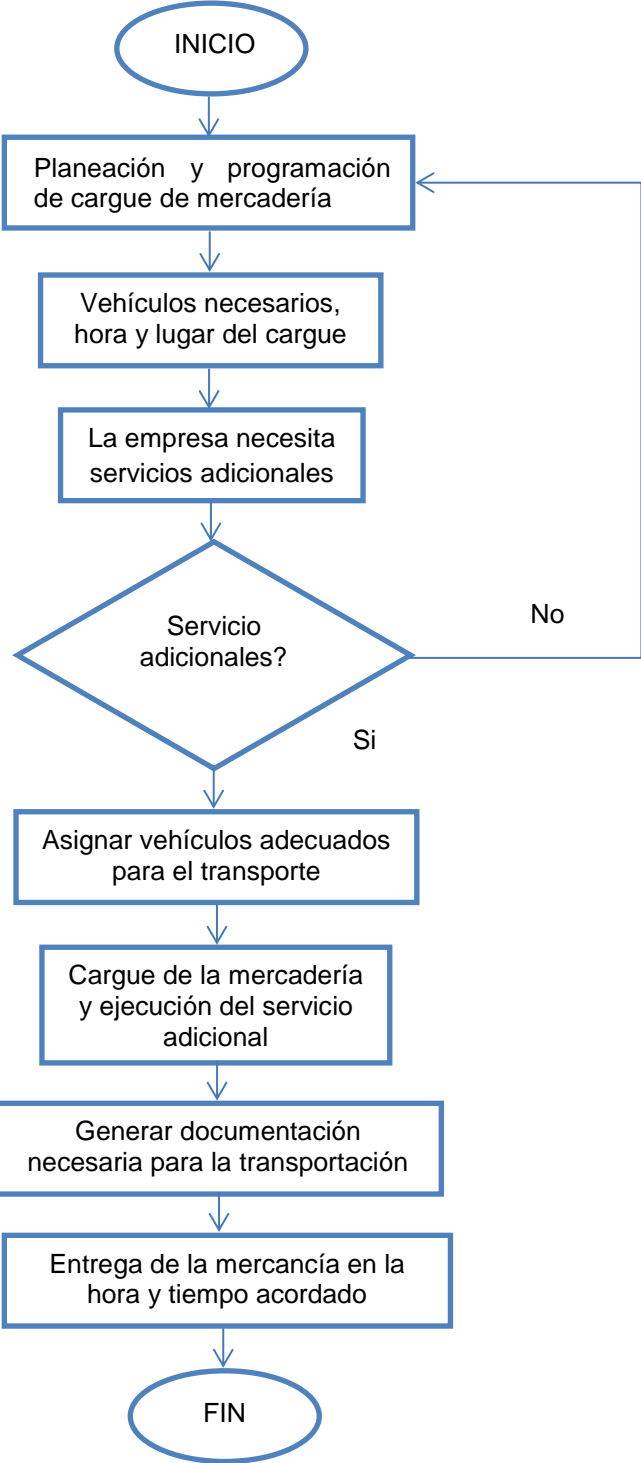 INICIO
Planeación y programación
de cargue de mercadería
Vehículos necesarios,
hora y lugar del cargue
La empresa necesita
servicios adicionales
Servicio
adicionales?
No
Si
Asignar vehículos adecuados
para el transporte
Cargue de la mercadería
y ejecución del servicio
adicional
Generar documentación
necesaria para la transportación
Entrega de la mercancía en la
hora y tiempo acordado
FIN